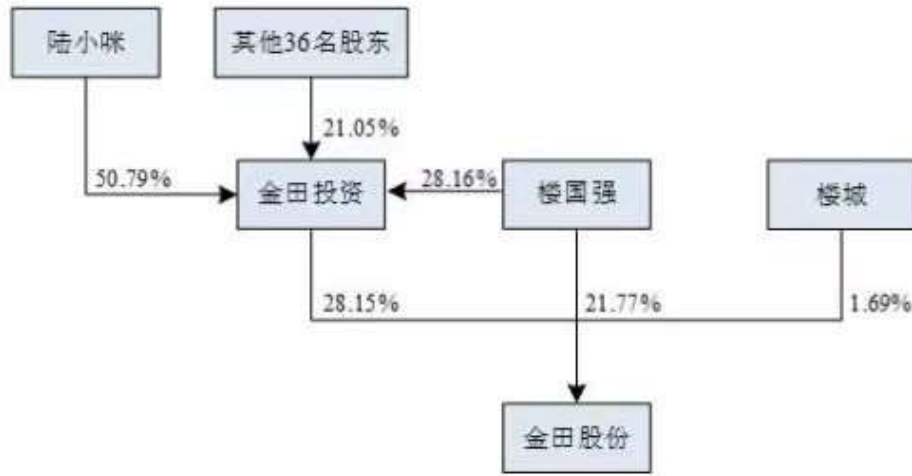 陆小咪
其他36名股东
21.05%
50.79%
金田投资
28.16%
楼国强
楼城
28.15%
21.77%
1.69%
金田股份